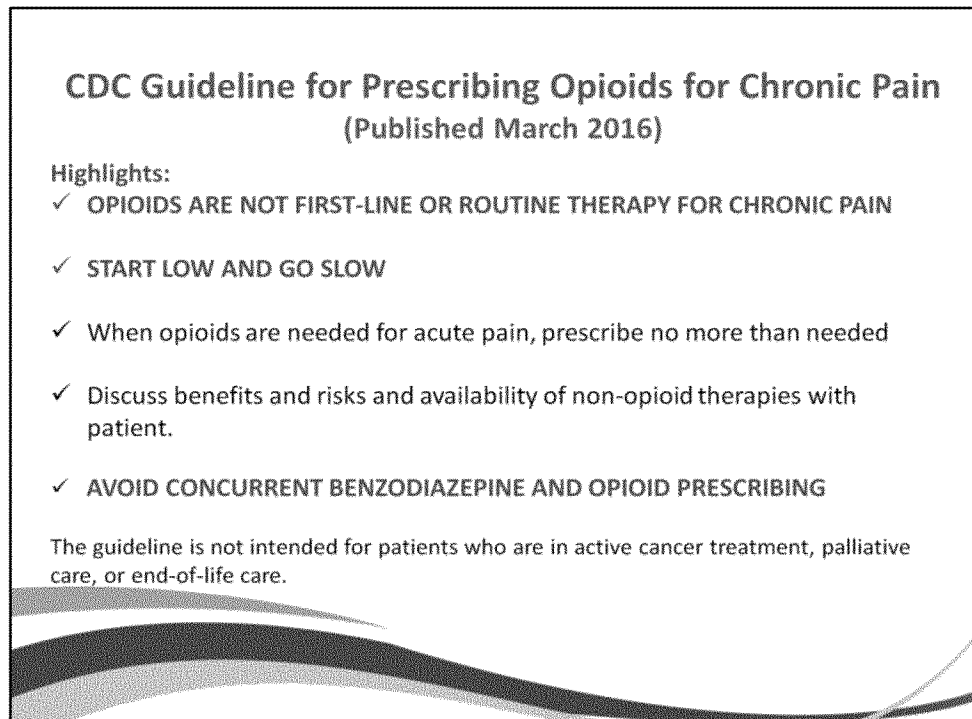 CDC Guideline for Prescribing Opioids for Chronic Pain
(Published March 2016)
Highlights:
✓ OPIOIDS ARE NOT FIRST-LINE OR ROUTINE THERAPY FOR CHRONIC PAIN
✓ START LOW AND GO SLOW
✓ When opioids are needed for acute pain, prescribe no more than needed
✓ Discuss benefits and risks and availability of non-opioid therapies with
patient.
✓ AVOID CONCURRENT BENZODIAZEPINE AND OPIOID PRESCRIBING
The guideline is not intended for patients who are in active cancer treatment, palliative
care, or end-of-life care.